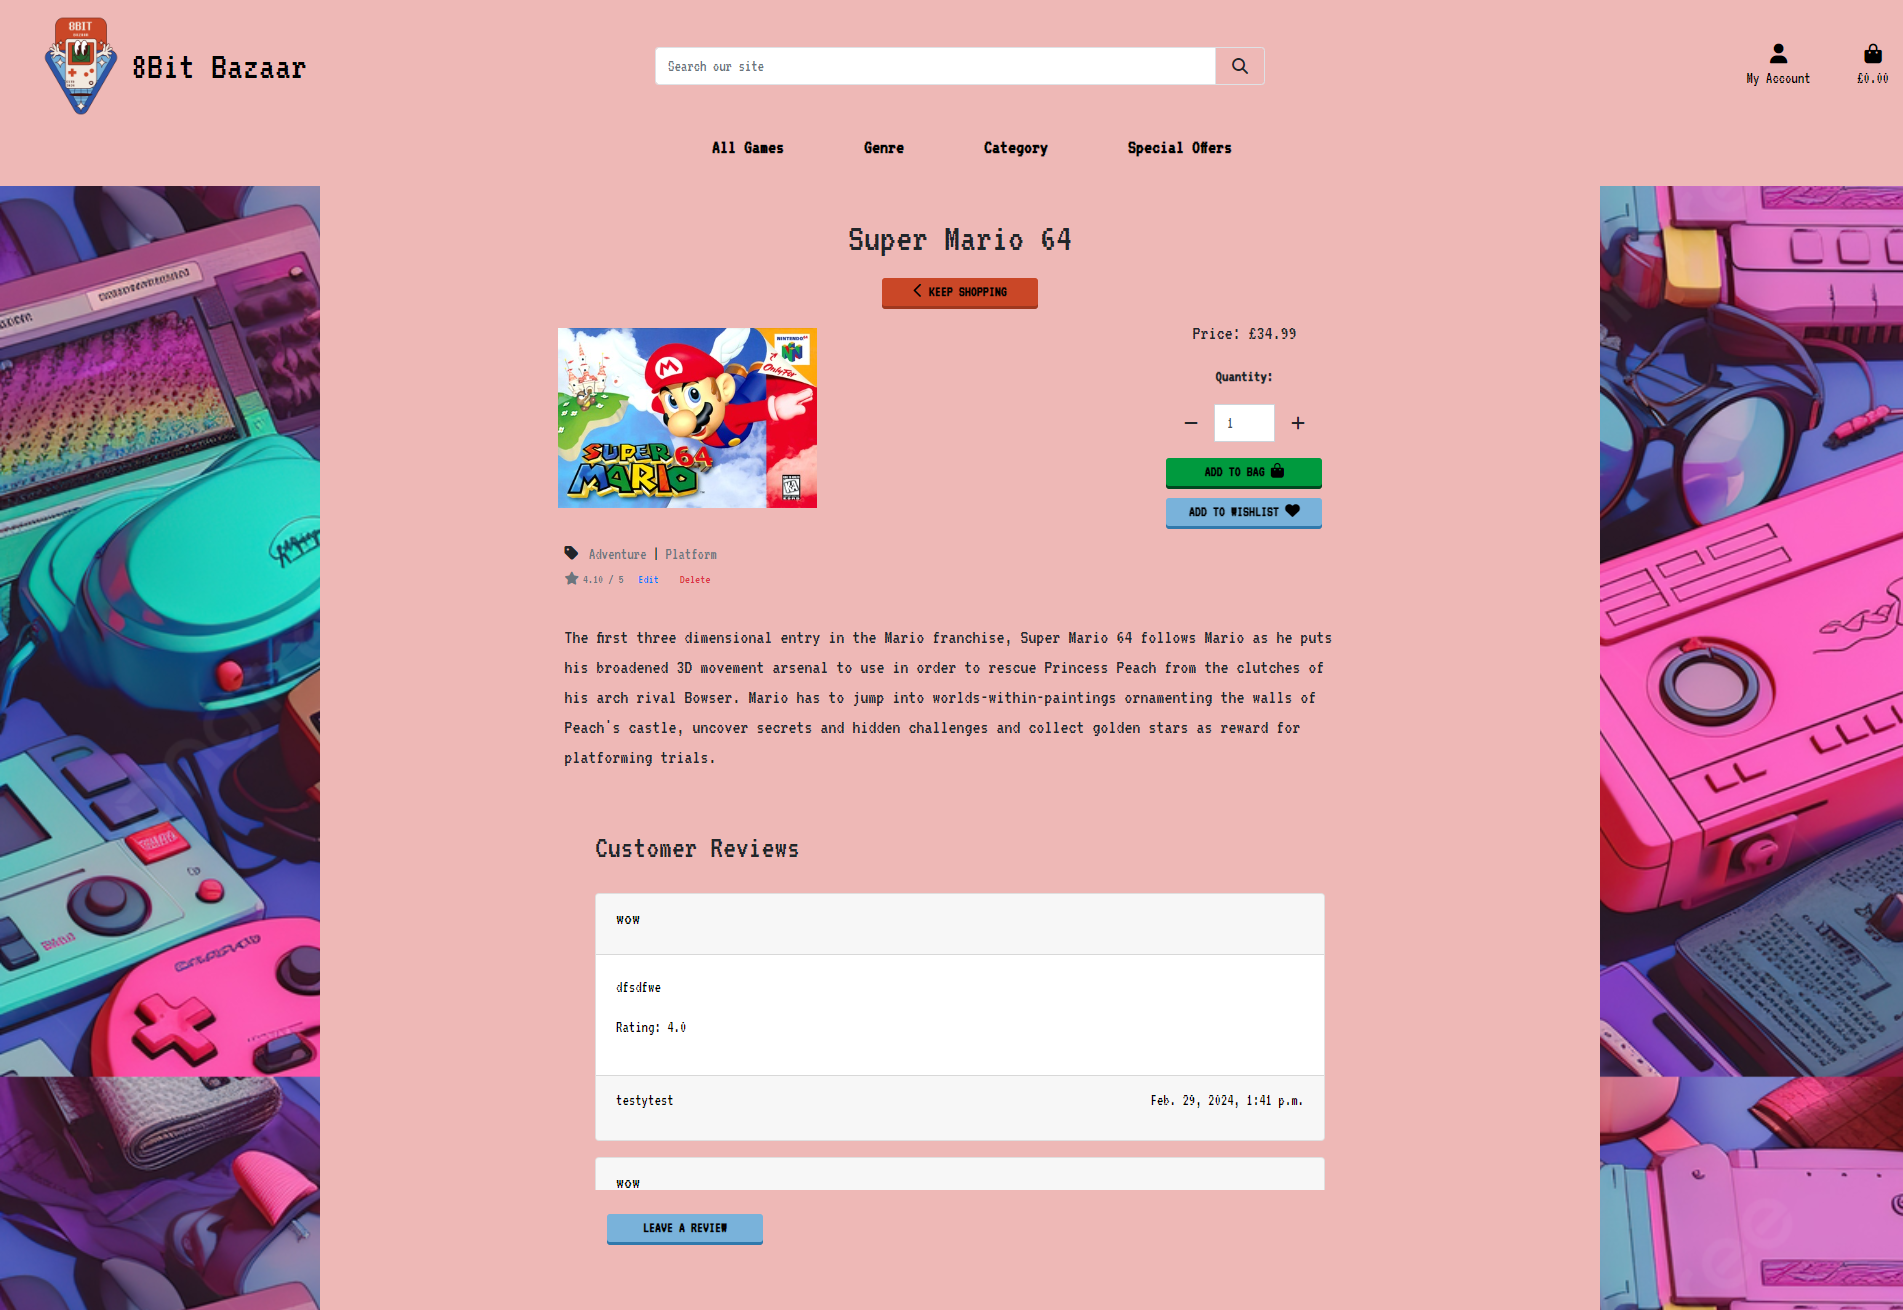 8BIT
8Bit Bazaar
Search our site
My Account
£0.00
All Games
Genre
Category
Special Offers
Super Mario 64
KEEP SHOPPING
NINTENDO 64
Only For
SUPER
MARIO 64
KA
Price: £34.99
Quantity:
1
ADD TO BAG
ADD TO WISHLIST
Adventure | Platform
4.10 / 5 Edit Delete
The first three dimensional entry in the Mario franchise, Super Mario 64 follows Mario as he puts
his broadened 3D movement arsenal to use in order to rescue Princess Peach from the clutches of
his arch rival Bowser. Mario has to jump into worlds-within-paintings ornamenting the walls of
Peach's castle, uncover secrets and hidden challenges and collect golden stars as reward for
platforming trials.
Customer Reviews
wow
dfsdfwe
Rating: 4.0
testytest
Feb. 29, 2024, 1:41 p.m.
wow
LEAVE A REVIEW